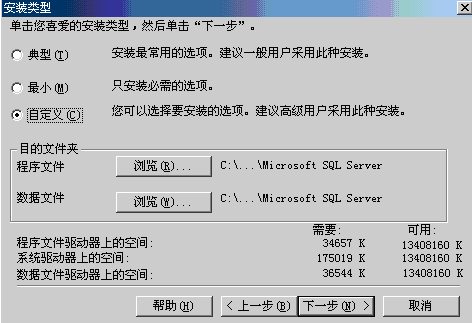 安装类型
单击您喜爱的安装类型，然后单击“下一步”。
典型(T) 安装最常用的选项。建议一般用户采用此种安装。
最小(M) 只安装必需的选项。
自定义(C) 您可以选择要安装的选项。建议高级用户采用此种安装。
目的文件夹
程序文件 浏览(R)... C:\...\Microsoft SQL Server
数据文件 浏览(W)... C:\...\Microsoft SQL Server
需要: 可用:
程序文件驱动器上的空间: 34657 K 13408160 K
系统驱动器上的空间: 175019 K 13408160 K
数据文件驱动器上的空间: 36544 K 13408160 K
帮助(H) < 上一步(B) 下一步(N) > 取消